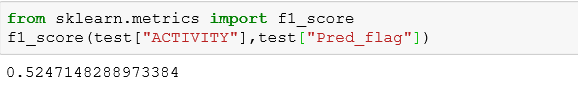 from sklearn.metrics import f1_score
f1_score(test["ACTIVITY"],test["Pred_flag"])
0.5247148288973384